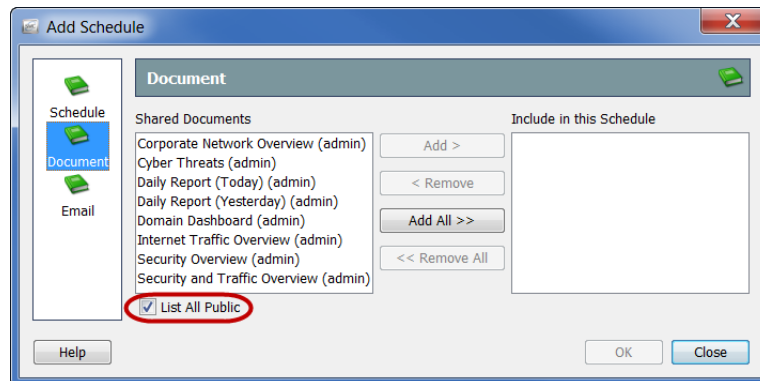 Add Schedule
X
Schedule
Document
Email
Document
Shared Documents
Corporate Network Overview (admin)
Cyber Threats (admin)
Daily Report (Today) (admin)
Daily Report (Yesterday) (admin)
Domain Dashboard (admin)
Internet Traffic Overview (admin)
Security Overview (admin)
Security and Traffic Overview (admin)
List All Public
Add >
< Remove
Add All >>
<< Remove All
Include in this Schedule
Help
OK
Close